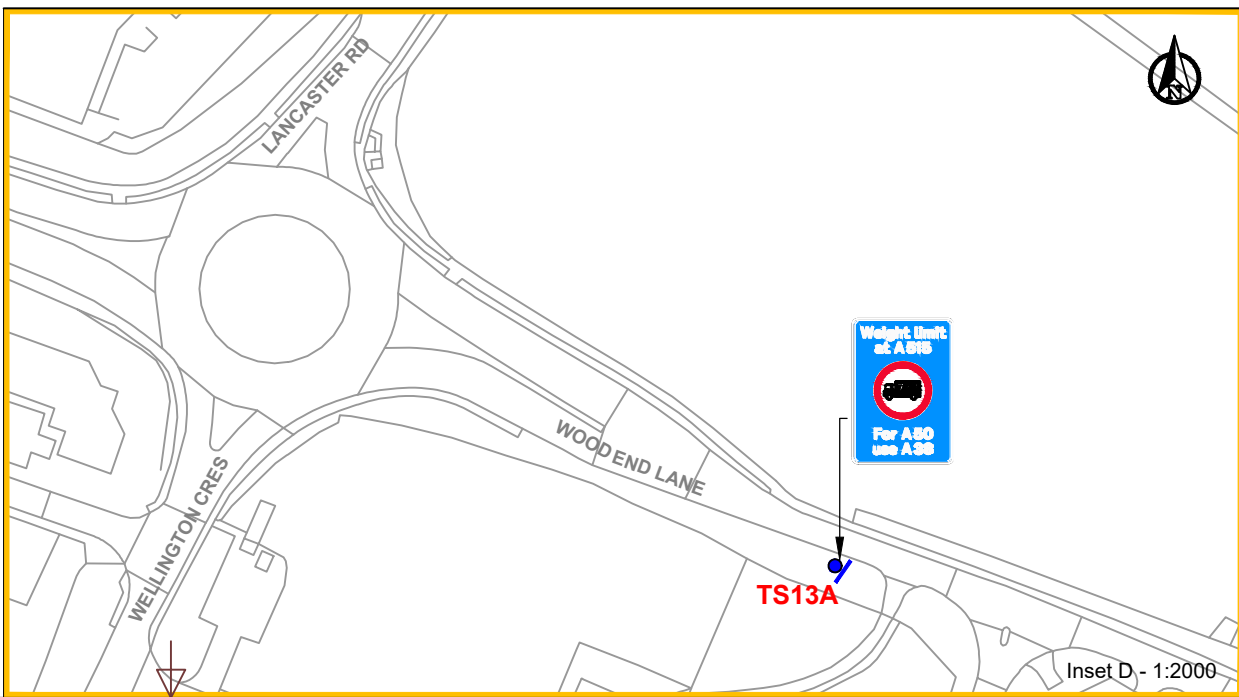 LANCASTER RD
N
Weight limit
at A515
For A50
use A38
WOOD END LANE
WELLINGTON CRES
TS13A
Inset D - 1:2000